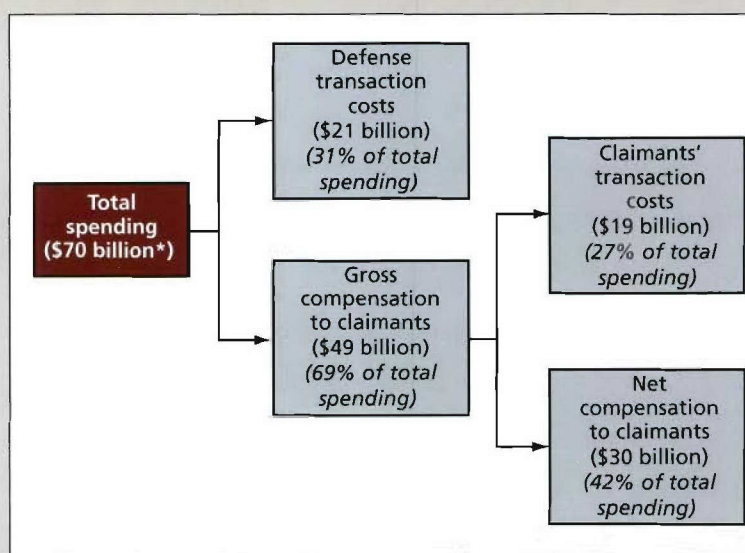 Total
spending
($70 billion*)
Defense
transaction
costs
($21 billion)
(31% of total
spending)
Gross
compensation
to claimants
($49 billion)
(69% of total
spending)
Claimants’
transaction
costs
($19 billion)
(27% of total
spending)
Net
compensation
to claimants
($30 billion)
(42% of total
spending)